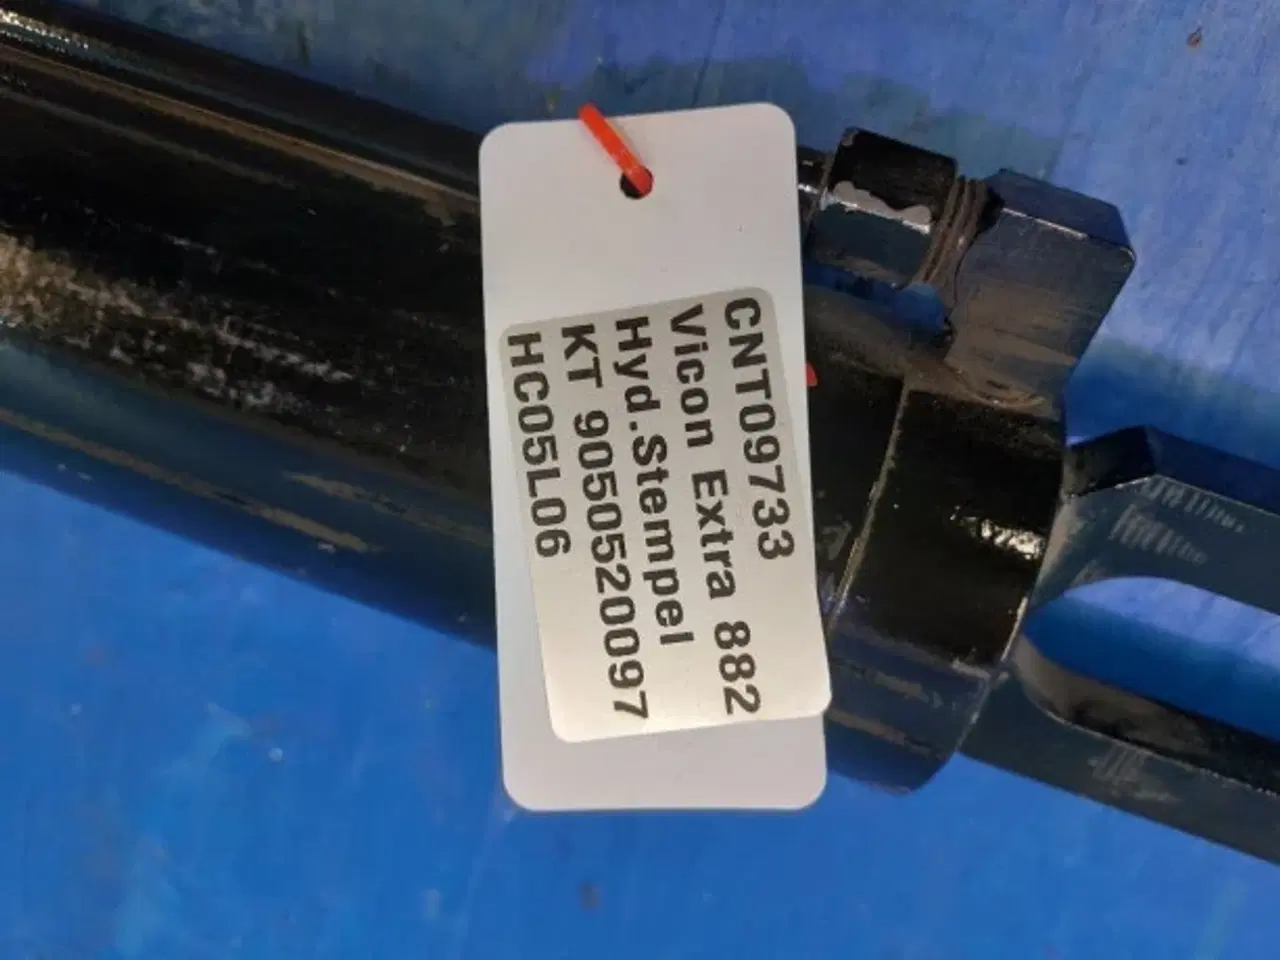 CNT09733
Vicon Extra 882
Hyd.Stempel
KT 9050520097
HC05L06